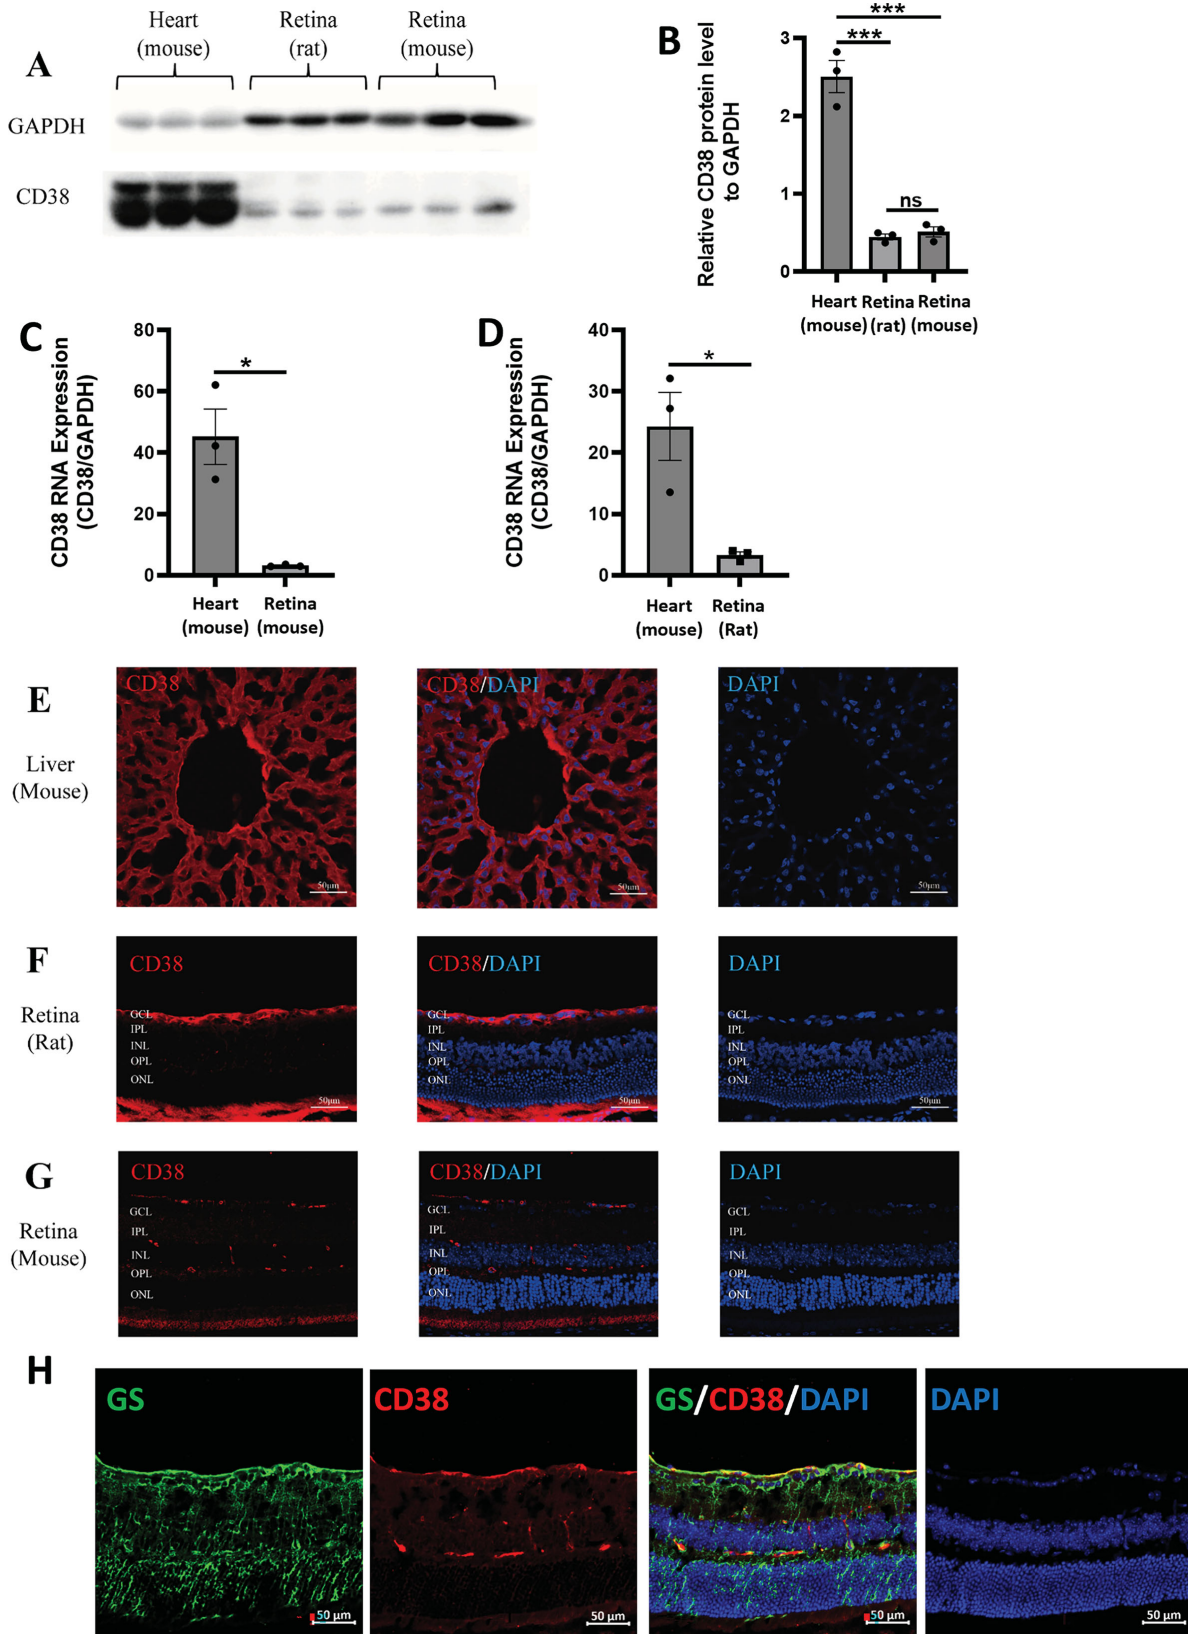 A
Heart
(mouse)
Retina
(rat)
Retina
(mouse)
GAPDH
CD38
B
Relative CD38 protein level
to GAPDH
***
***
ns
3
2
1
0
Heart
(mouse)
Retina
(rat)
Retina
(mouse)
C
CD38 RNA Expression
(CD38/GAPDH)
80
60
40
20
0
*
Heart
(mouse)
Retina
(mouse)
D
CD38 RNA Expression
(CD38/GAPDH)
40
30
20
10
0
*
Heart
(mouse)
Retina
(Rat)
E
Liver
(Mouse)
CD38
50μm
CD38/DAPI
50μm
DAPI
50μm
F
Retina
(Rat)
CD38
GCL
IPL
INL
OPL
ONL
50μm
CD38/DAPI
GCL
IPL
INL
OPL
ONL
50μm
DAPI
GCL
IPL
INL
OPL
ONL
50μm
G
Retina
(Mouse)
CD38
GCL
IPL
INL
OPL
ONL
CD38/DAPI
GCL
IPL
INL
OPL
ONL
DAPI
GCL
IPL
INL
OPL
ONL
H
GS
50 μm
CD38
50 μm
GS/CD38/DAPI
50 μm
DAPI
50 μm